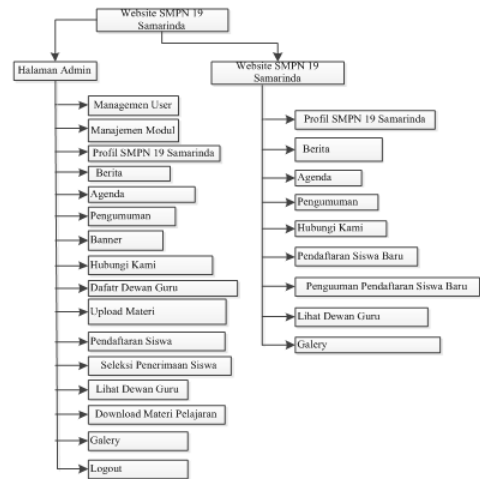 Website SMPN 19
Samarinda
Halaman Admin
Website SMPN 19
Samarinda
Managemen User
Manajemen Modul
Profil SMPN 19 Samarinda
Berita
Agenda
Pengumuman
Banner
Hubungi Kami
Dafatr Dewan Guru
Upload Materi
Pendaftaran Siswa
Seleksi Penerimaan Siswa
Lihat Dewan Guru
Download Materi Pelajaran
Galery
Logout
Profil SMPN 19 Samarinda
Berita
Agenda
Pengumuman
Hubungi Kami
Pendaftaran Siswa Baru
Penguuman Pendaftaran Siswa Baru
Lihat Dewan Guru
Galery